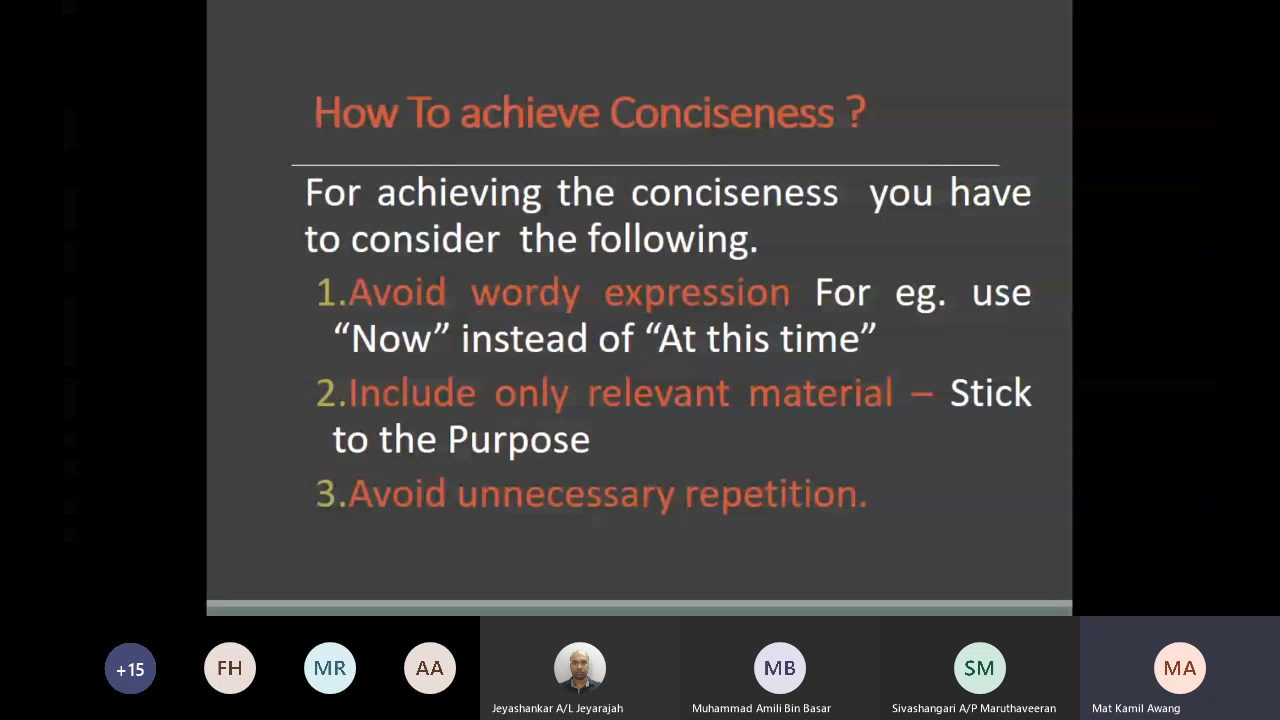 How To achieve Conciseness ?
For achieving the conciseness you have
to consider the following.
1.Avoid wordy expression For eg. use
“Now” instead of “At this time”
2.Include only relevant material – Stick
to the Purpose
3.Avoid unnecessary repetition.
+15
FH
MR
AA
MB
SM
MA
Jeyashankar A/L Jeyarajah
Muhammad Amili Bin Basar
Sivashangari A/P Maruthaveeran
Mat Kamil Awang